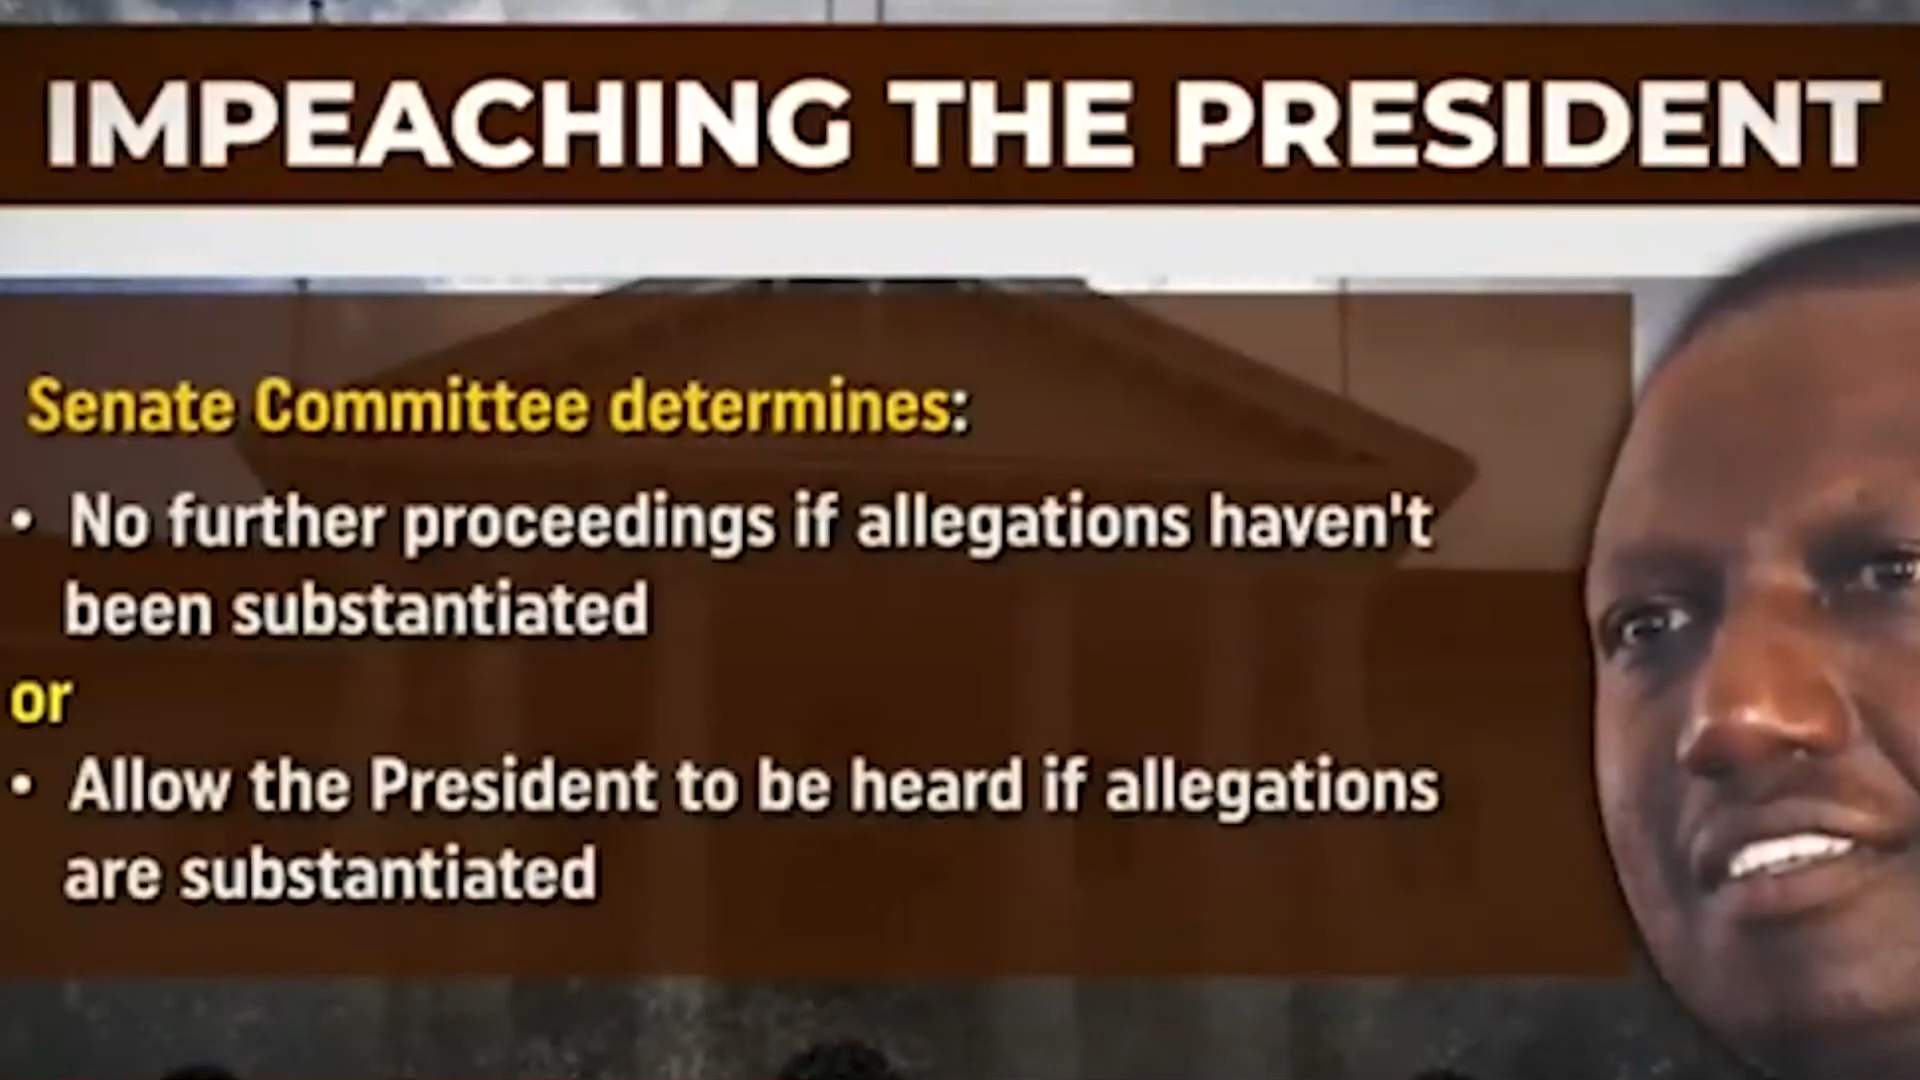 IMPEACHING THE PRESIDENT
Senate Committee determines:
• No further proceedings if allegations haven't
been substantiated
or
• Allow the President to be heard if allegations
are substantiated